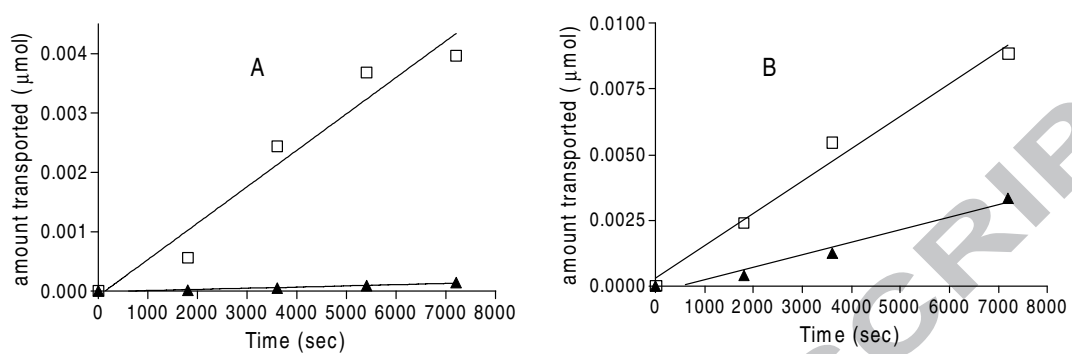 A
amount transported (μmol)
0.004
0.003
0.002
0.001
0.000
0 1000 2000 3000 4000 5000 6000 7000 8000
Time (sec)
B
amount transported (μmol)
0.0100
0.0075
0.0050
0.0025
0.0000
0 1000 2000 3000 4000 5000 6000 7000 8000
Time (sec)
SCRIP